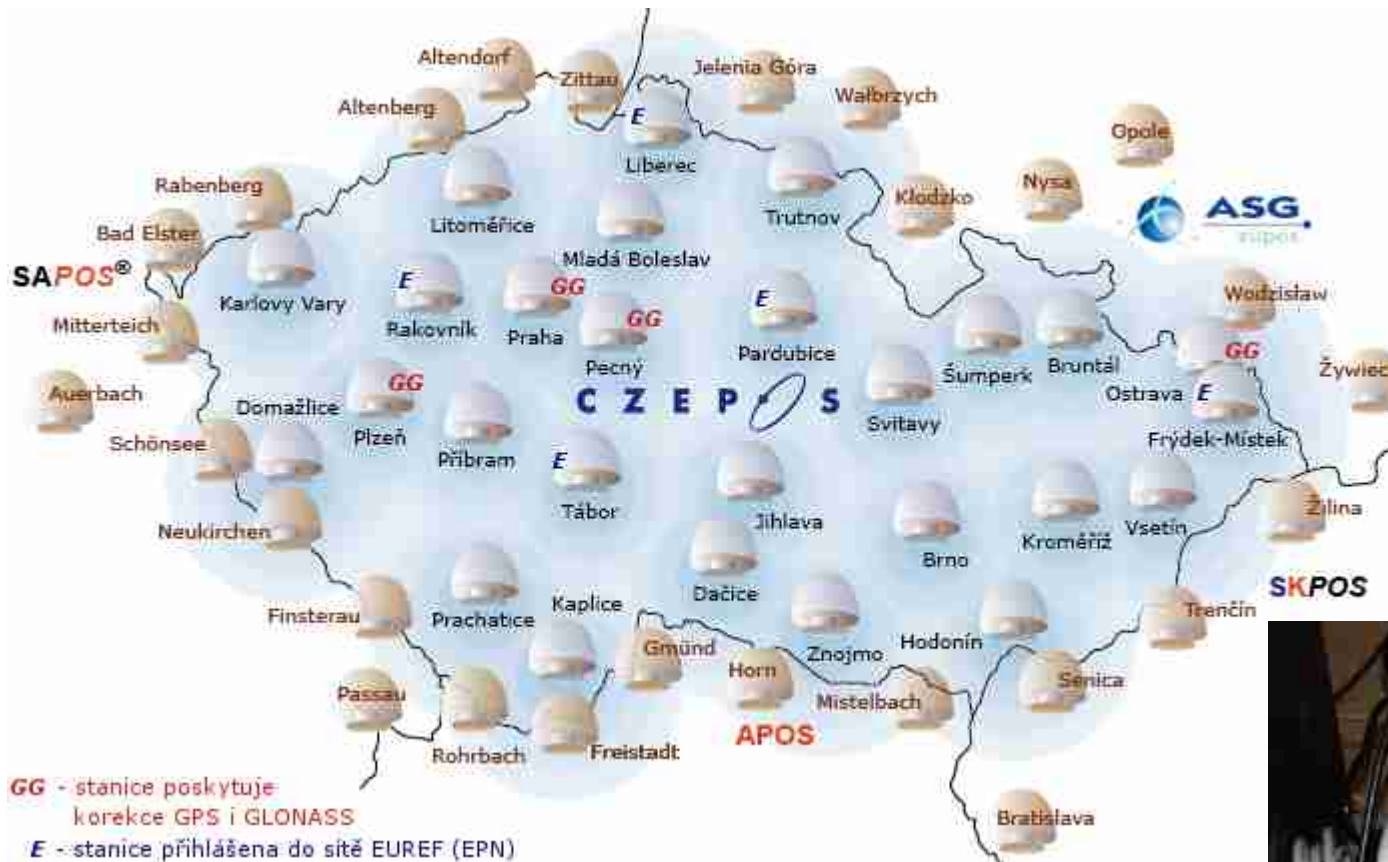 Altendorf
Zittau
Jelenia Góra
Wałbrzych
Altenberg
E
Liberec
Opole
Rabenberg
Litoměřice
Trutnov
Kłodzko
Nysa
ASG
eupos
Bad Elster
Mladá Boleslav
SAPOS®
Karlovy Vary
E
Rakovník
GG
Praha
GG
Pecný
E
Pardubice
Wodzisław
Mitterteich
Šumperk
Bruntál
GG
Ostrava
Żywiec
Auerbach
GG
Plzeň
Domažlice
CZEPOS
Svitavy
E
Frýdek-Místek
Schönsee
Příbram
E
Tábor
Jihlava
Neukirchen
Brno
Kroměříž
Vsetín
Žilina
Finsterau
Prachatice
Kaplice
Dačice
SKPOS
Trenčín
Gmünd
Horn
Znojmo
Hodonín
Passau
Mistelbach
Senica
Rohrbach
Freistadt
APOS
GG - stanice poskytuje
korekce GPS i GLONASS
Bratislava
E - stanice přihlášena do sítě EUREF (EPN)